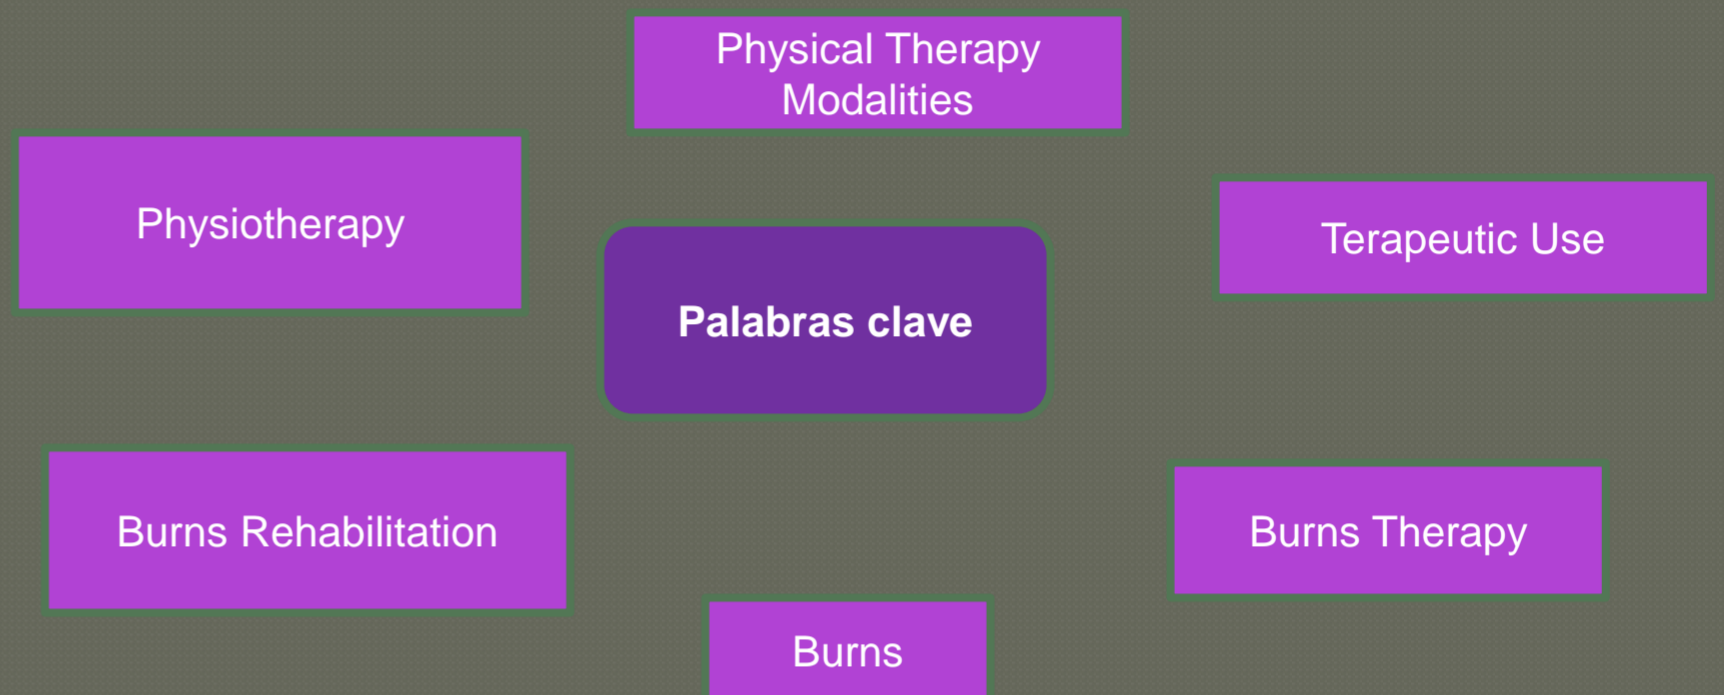 Physical Therapy
Modalities
Physiotherapy
Terapeutic Use
Palabras clave
Burns Rehabilitation
Burns Therapy
Burns